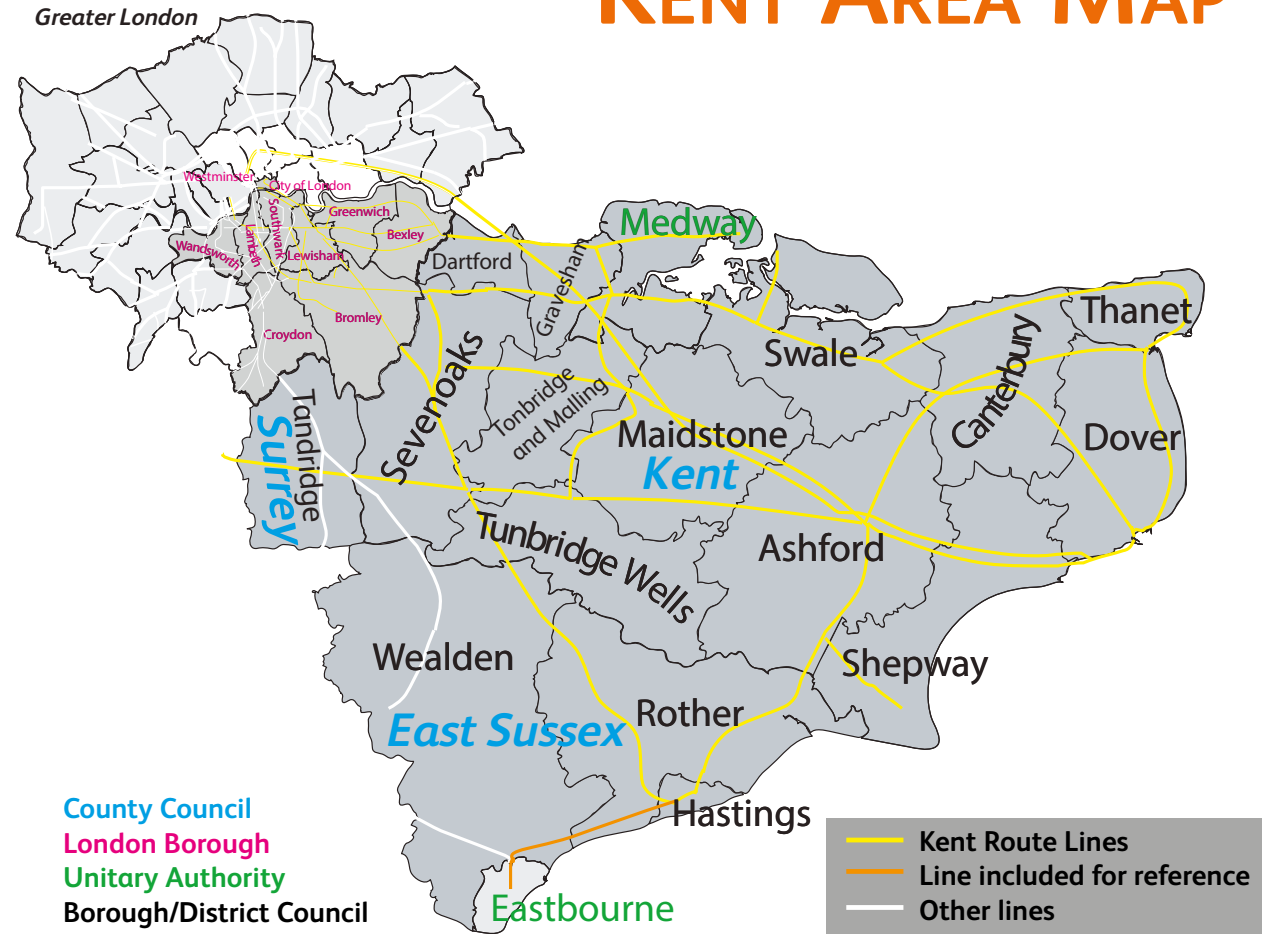 KENT AREA MAP
Greater London
Westminster
City of London
Southwark
Greenwich
Bexley
Lambeth
Wandsworth
Lewisham
Bromley
Croydon
Medway
Dartford
Gravesham
Thanet
Swale
Canterbury
Sevenoaks
Tonbridge
and Malling
Maidstone
Kent
Dover
Tandridge
Surrey
Tunbridge Wells
Ashford
Wealden
Shepway
Rother
East Sussex
Hastings
Eastbourne
County Council
London Borough
Unitary Authority
Borough/District Council
Kent Route Lines
Line included for reference
Other lines